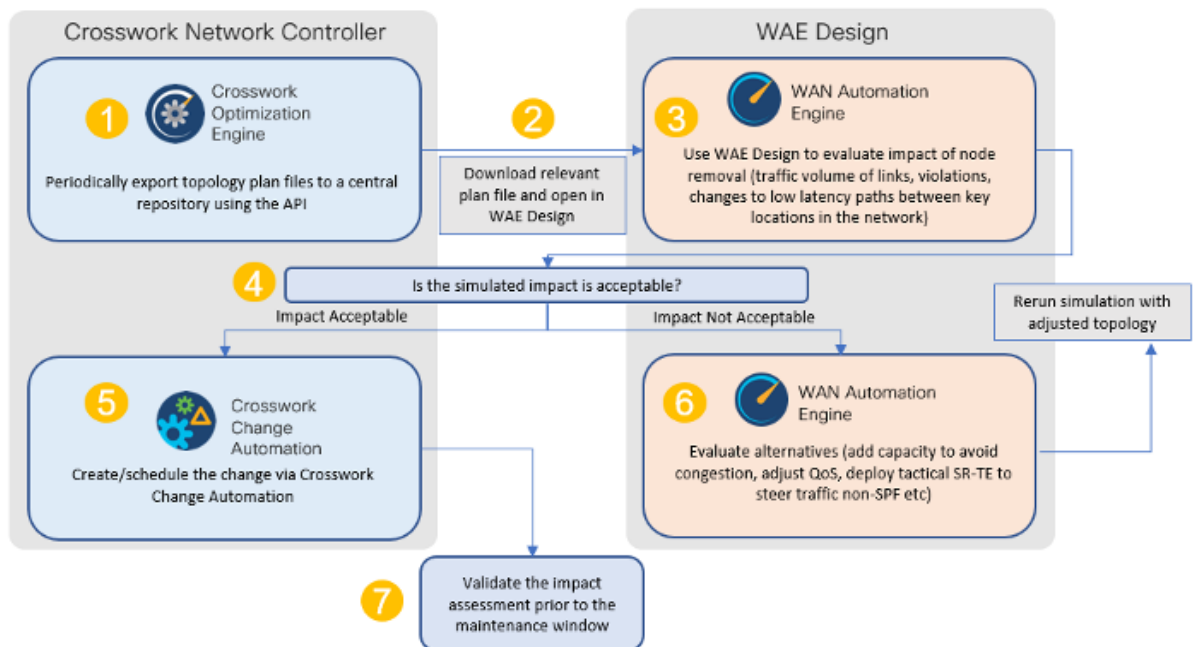 Crosswork Network Controller
WAE Design
1
Crosswork
Optimization
Engine
Periodically export topology plan files to a central
repository using the API
2
Download relevant
plan file and open in
WAE Design
3
WAN Automation
Engine
Use WAE Design to evaluate impact of node
removal (traffic volume of links, violations,
changes to low latency paths between key
locations in the network}
4
Is the simulated impact is acceptable?
Impact Acceptable
Impact Not Acceptable
Rerun simulation with
adjusted topology
5
Crosswork
Change
Automation
Create/schedule the change via Crosswork
Change Automation
6
WAN Automation
Engine
Evaluate alternatives (add capacity to avoid
congestion, adjust QoS, deploy tactical SR-TE to
steer traffic non-SPF etc)
7
Validate the impact
assessment prior to the
maintenance window